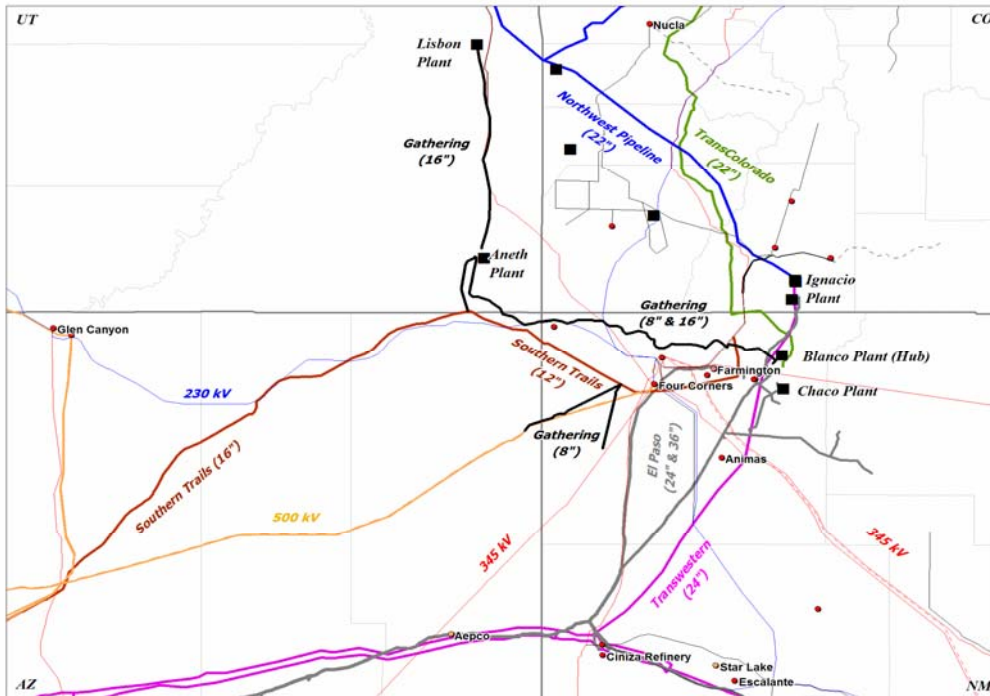 UT
CO
Nucla
Lisbon
Plant
Northwest Pipeline
(22")
TransColorado
(22")
Gathering
(16")
Aneth
Plant
Ignacio
Plant
Gathering
(8" & 16")
Glen Canyon
Southern Trails
(12")
Blanco Plant (Hub)
Farmington
Four Corners
Chaco Plant
230 kV
Gathering
(8")
El Paso
(24" & 36")
Animas
Southern Trails (16")
500 kV
345 kV
345 kV
Transwestern
(24")
Aepco
Ciniza Refinery
Star Lake
Escalante
AZ
NM